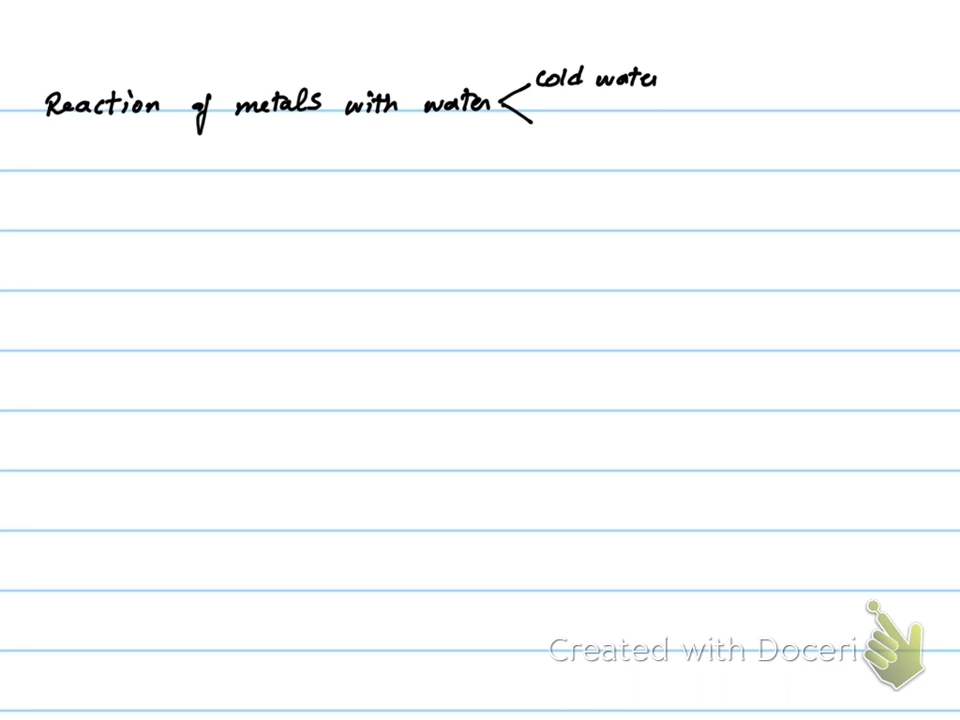 cold water
Reaction of metals with water
Created with Doceri